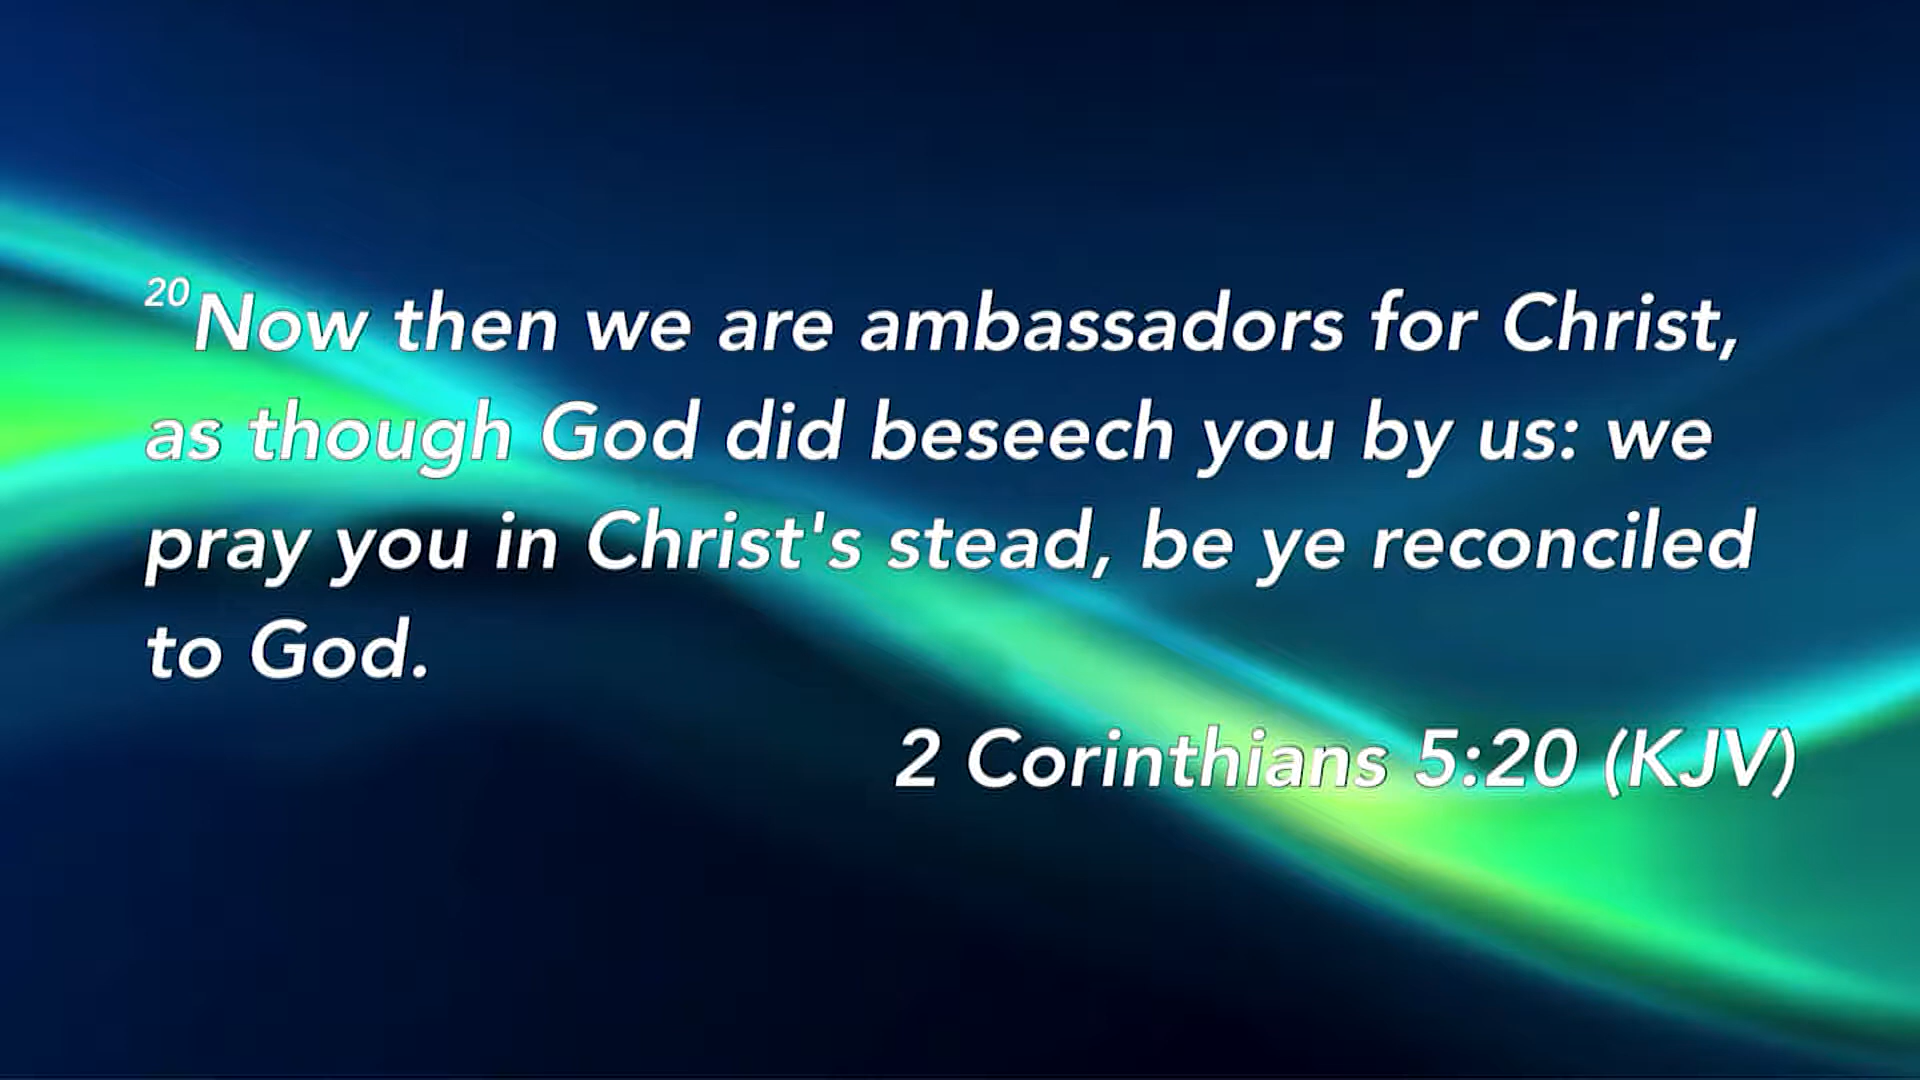 20Now then we are ambassadors for Christ,
as though God did beseech you by us: we
pray you in Christ's stead, be ye reconciled
to God.
2 Corinthians 5:20 (KJV)